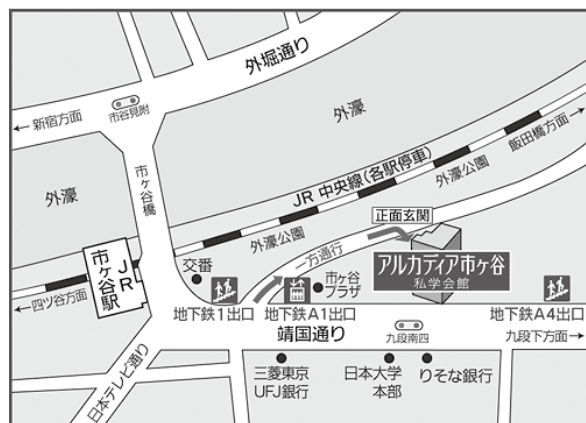 外堀通り
←新宿方面
市谷見附
外濠
飯田橋方面→
市ヶ谷橋
JR 中央線(各駅停車)
外濠公園
外濠
正面玄関
外濠公園
一方通行
JR
市ヶ谷駅
交番
市ヶ谷
プラザ
アルカディア市ヶ谷
私学会館
←四ツ谷方面
地下鉄1出口
地下鉄A1出口
地下鉄A4出口
靖国通り
九段南四
九段下方面→
日本テレビ通り
三菱東京
UFJ銀行
日本大学
本部
りそな銀行